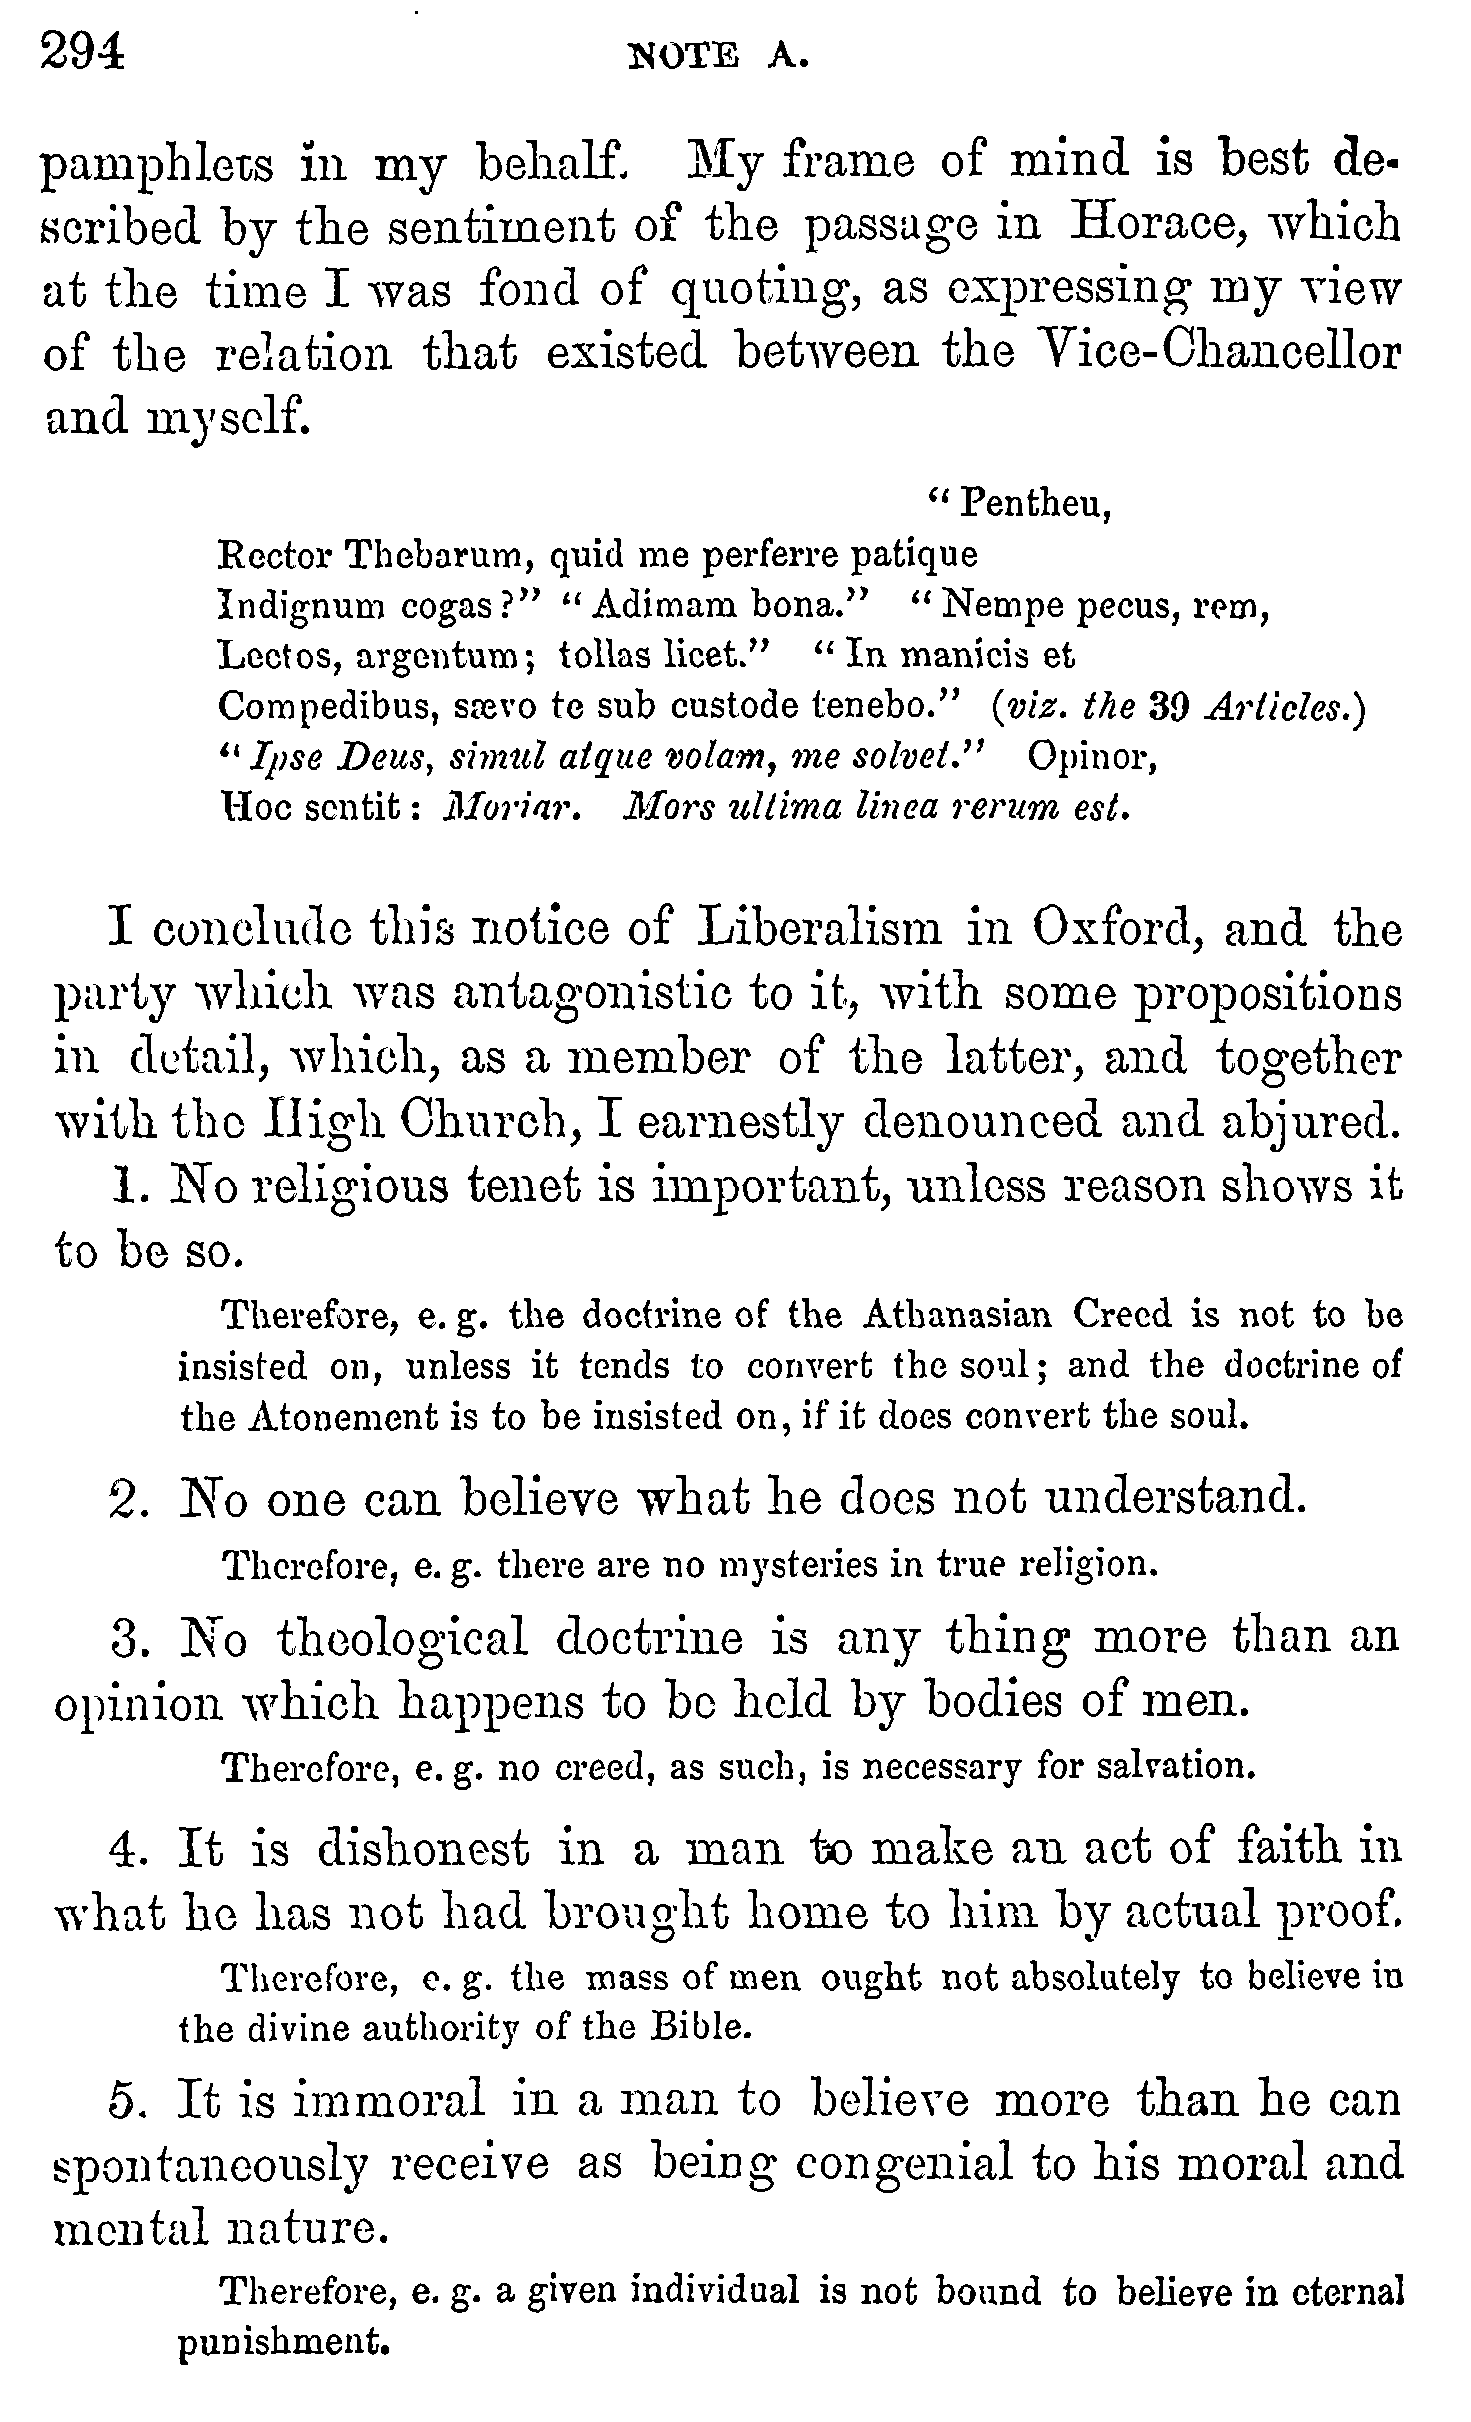 294 NOTE A.
pamphlets in my behalf. My frame of mind is best de-
scribed by the sentiment of the passage in Horace, which
at the time I was fond of quoting, as expressing my view
of the relation that existed between the Vice-Chancellor
and myself.
“Pentheu,
Rector Thebarum, quid me perferre patique
Indignum cogas?” “Adimam bona.” “Nempe pecus, rem,
Lectos, argentum; tollas licet.” “In manicis et
Compedibus, sævo te sub custode tenebo.” (viz. the 39 Articles.)
“Ipse Deus, simul atque volam, me solvet.” Opinor,
Hoc sentit: Moriar. Mors ultima linea rerum est.
I conclude this notice of Liberalism in Oxford, and the
party which was antagonistic to it, with some propositions
in detail, which, as a member of the latter, and together
with the High Church, I earnestly denounced and abjured.
1. No religious tenet is important, unless reason shows it
to be so.
Therefore, e. g. the doctrine of the Athanasian Creed is not to be
insisted on, unless it tends to convert the soul; and the doctrine of
the Atonement is to be insisted on, if it does convert the soul.
2. No one can believe what he does not understand.
Therefore, e. g. there are no mysteries in true religion.
3. No theological doctrine is any thing more than an
opinion which happens to be held by bodies of men.
Therefore, e. g. no creed, as such, is necessary for salvation.
4. It is dishonest in a man to make an act of faith in
what he has not had brought home to him by actual proof.
Therefore, e. g. the mass of men ought not absolutely to believe in
the divine authority of the Bible.
5. It is immoral in a man to believe more than he can
spontaneously receive as being congenial to his moral and
mental nature.
Therefore, e. g. a given individual is not bound to believe in eternal
punishment.